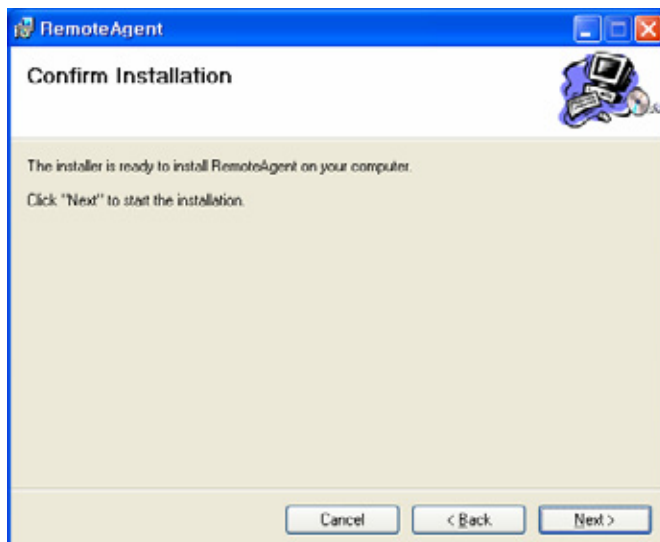 RemoteAgent
Confirm Installation
The installer is ready to install RemoteAgent on your computer.
Click "Next" to start the installation.
Cancel
< Back
Next >